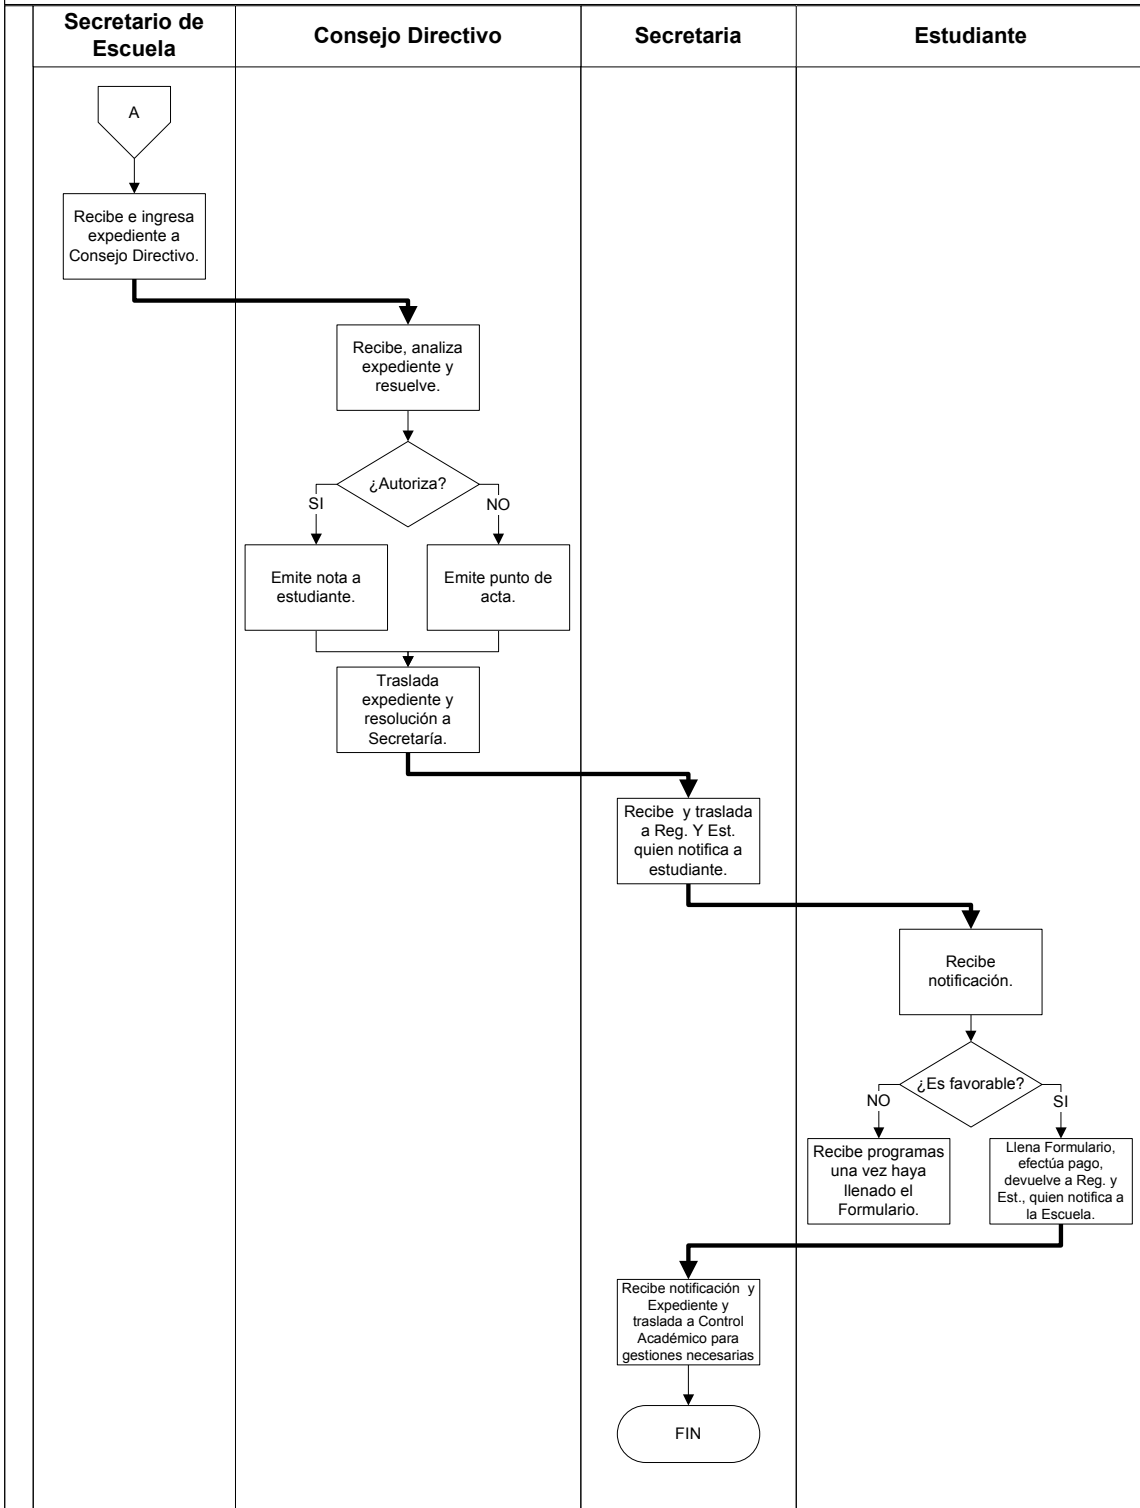 Secretario de
Escuela
Consejo Directivo
Secretaria
Estudiante
A
Recibe e ingresa
expediente a
Consejo Directivo.
Recibe, analiza
expediente y
resuelve.
¿Autoriza?
SI
NO
Emite nota a
estudiante.
Emite punto de
acta.
Traslada
expediente y
resolución a
Secretaría.
Recibe y traslada
a Reg. Y Est.
quien notifica a
estudiante.
Recibe
notificación.
¿Es favorable?
NO
SI
Recibe programas
una vez haya
llenado el
Formulario.
Llena Formulario,
efectúa pago,
devuelve a Reg. y
Est., quien notifica a
la Escuela.
Recibe notificación y
Expediente y
traslada a Control
Académico para
gestiones necesarias
FIN